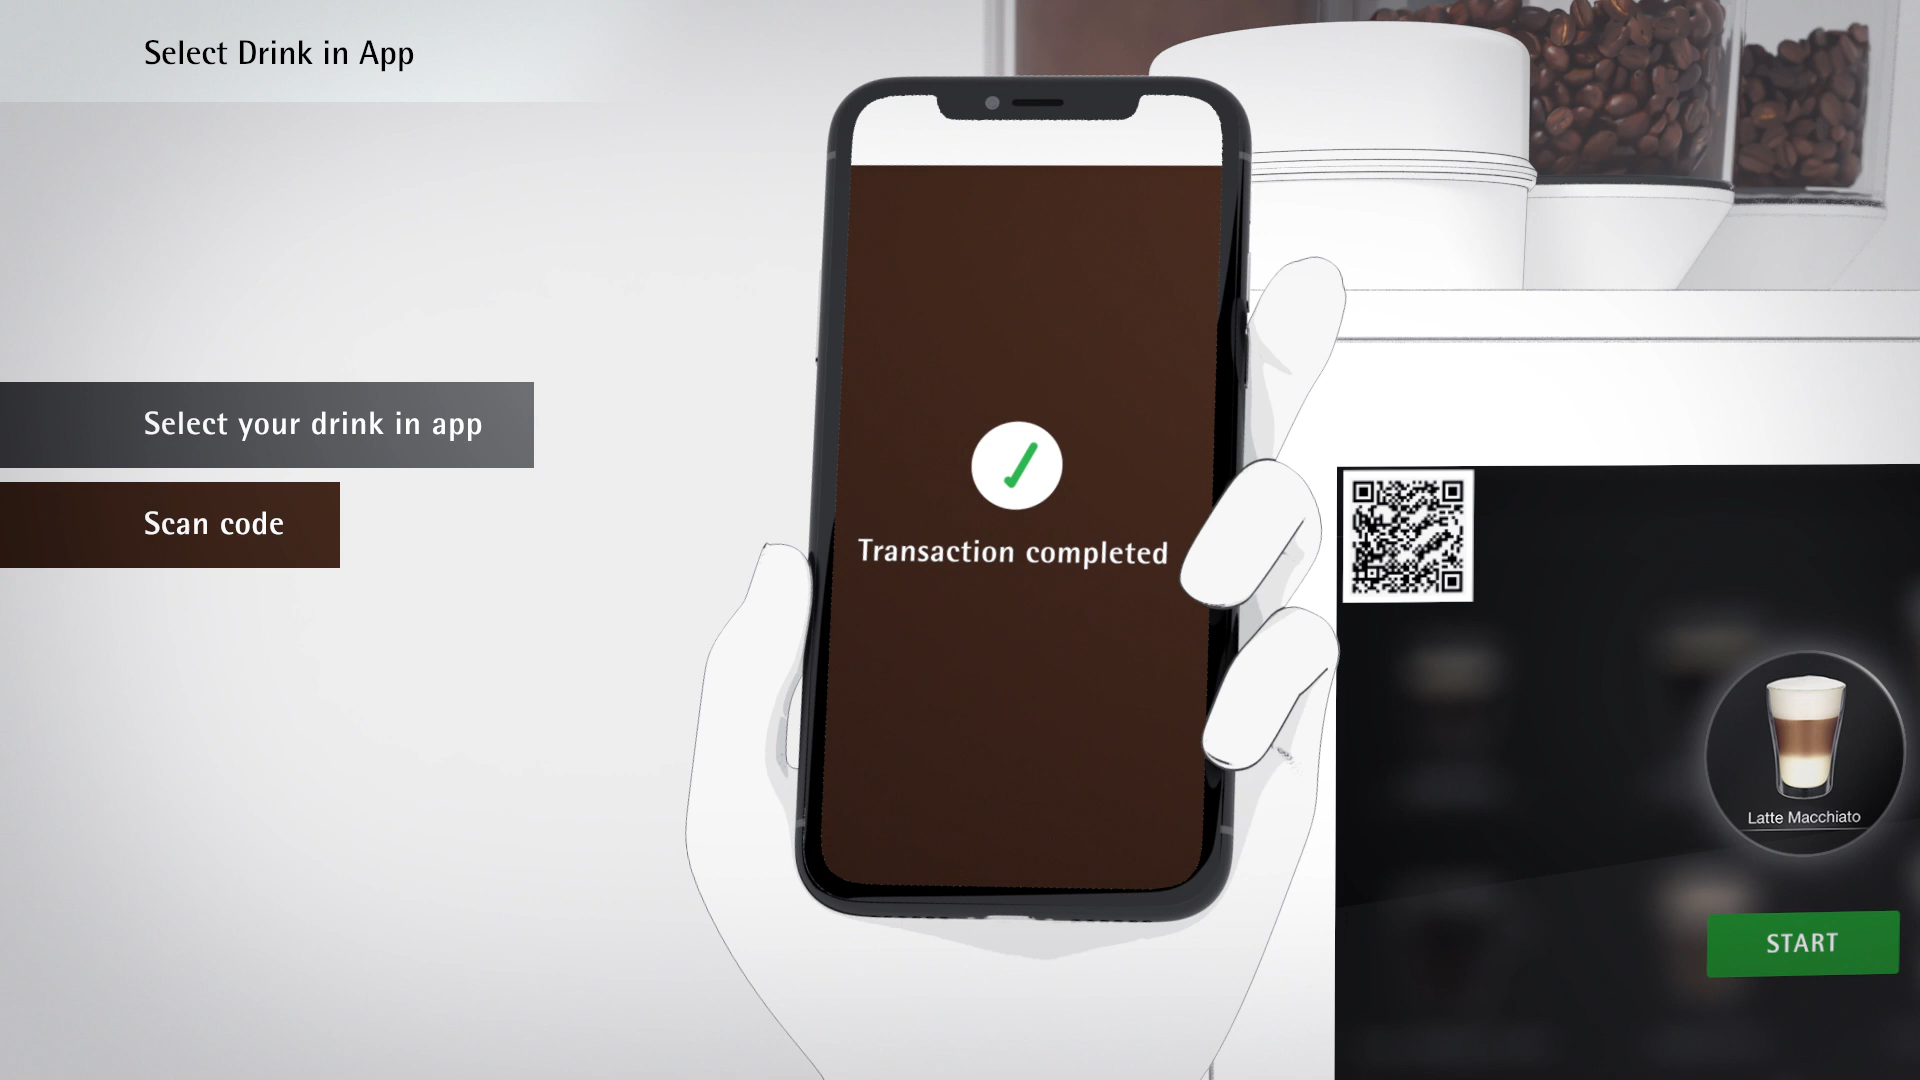 Select Drink in App
Select your drink in app
Scan code
Transaction completed
Latte Macchiato
START